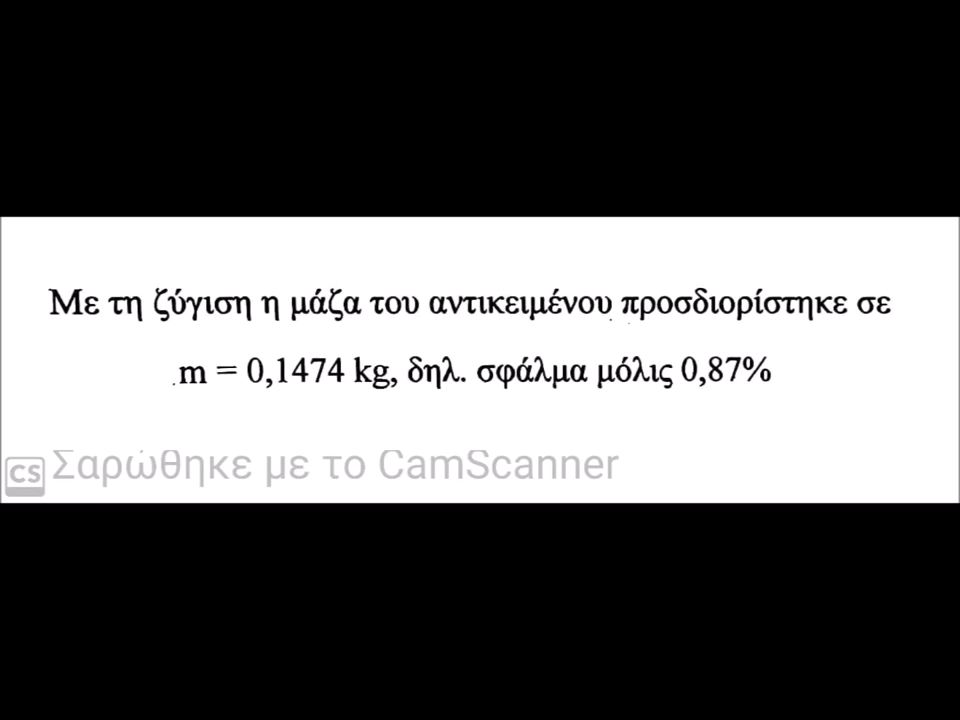 Με τη ζύγιση η μάζα του αντικειμένου προσδιορίστηκε σε
m = 0,1474 kg, δηλ. σφάλμα μόλις 0,87%
CS Σαρώθηκε με το CamScanner